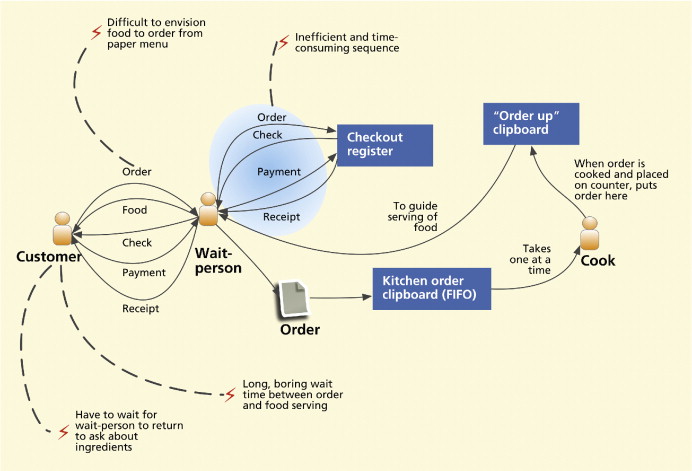 Difficult to envision
food to order from
paper menu
Inefficient and time-
consuming sequence
Order
Check
Payment
Receipt
Checkout
register
“Order up”
clipboard
When order is
cooked and placed
on counter, puts
order here
Order
Food
Check
Payment
Receipt
Customer
Wait-
person
To guide
serving of
food
Takes
one at a
time
Cook
Kitchen order
clipboard (FIFO)
Order
Long, boring wait
time between order
and food serving
Have to wait for
wait-person to return
to ask about
ingredients